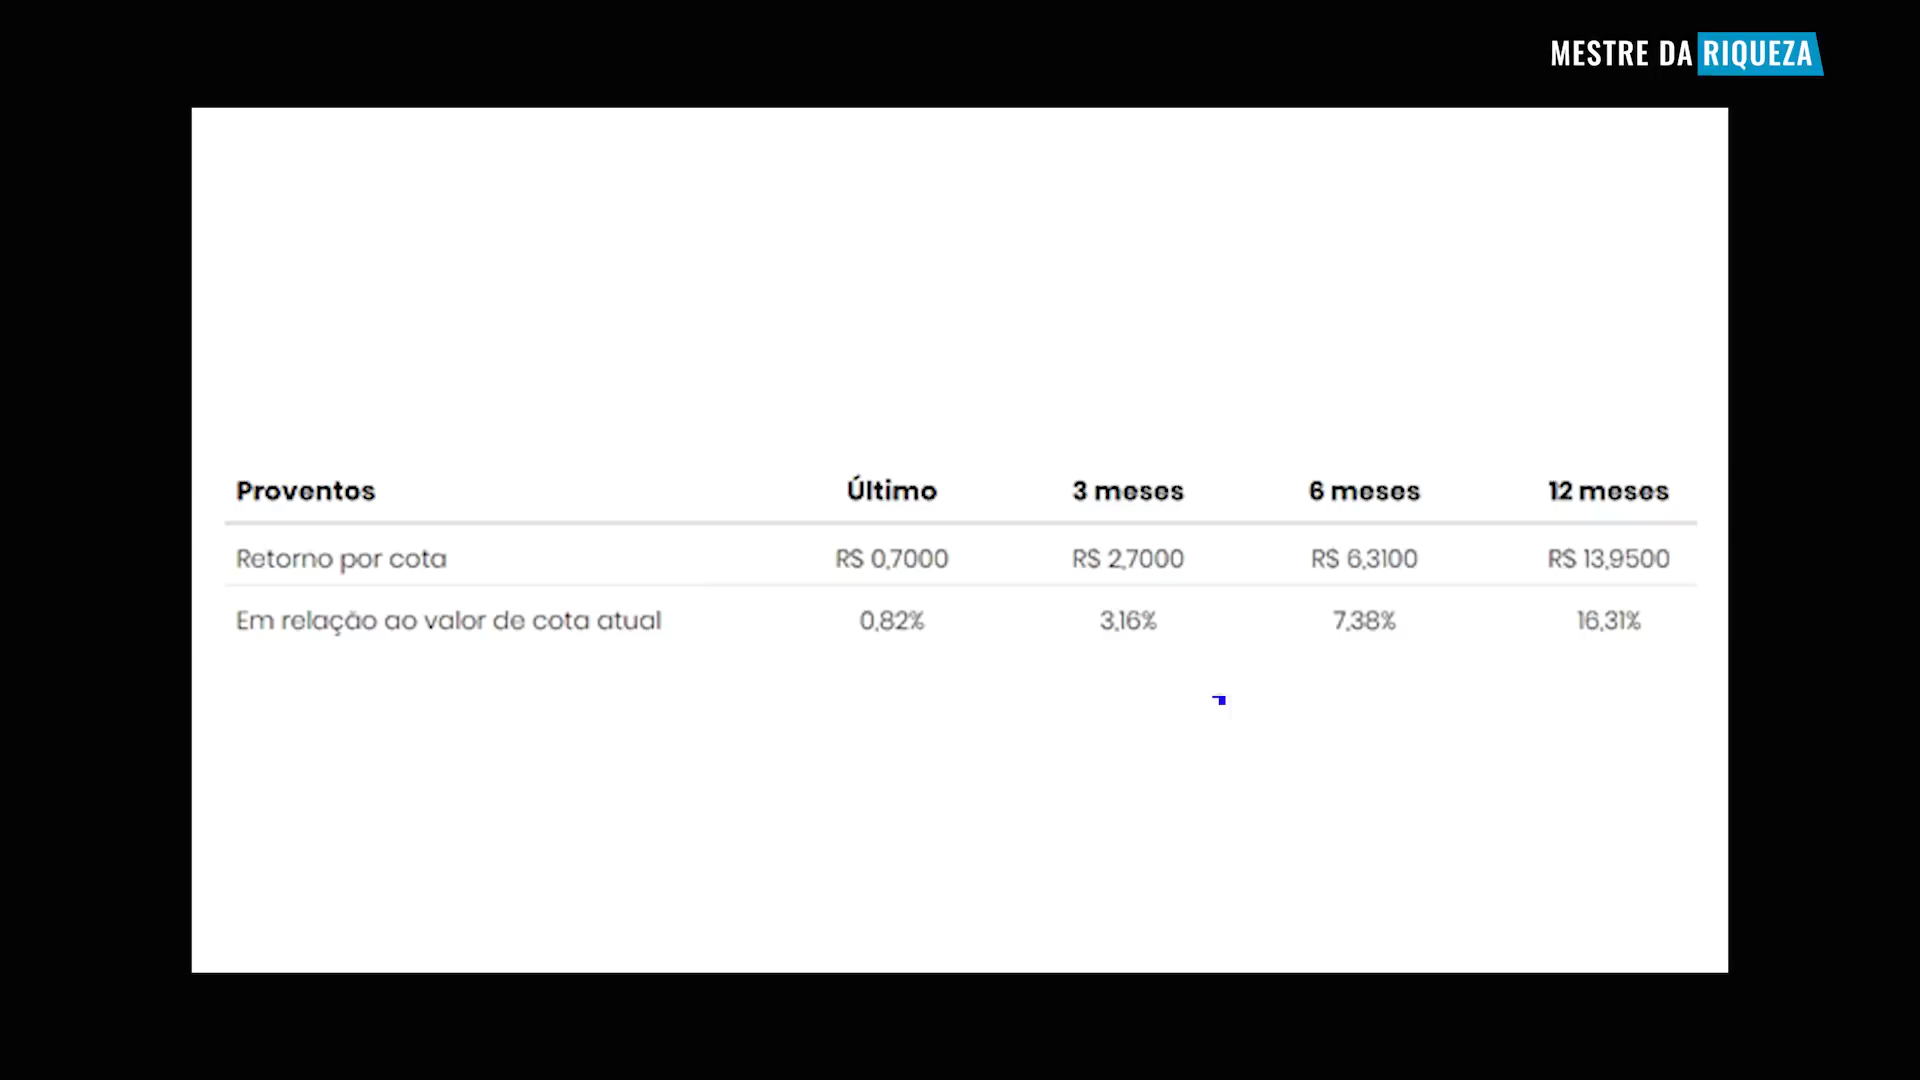 MESTRE DA RIQUEZA
Proventos Último 3 meses 6 meses 12 meses
Retorno por cota R$ 0,7000 R$ 2,7000 R$ 6,3100 R$ 13,9500
Em relação ao valor de cota atual 0,82% 3,16% 7,38% 16,31%